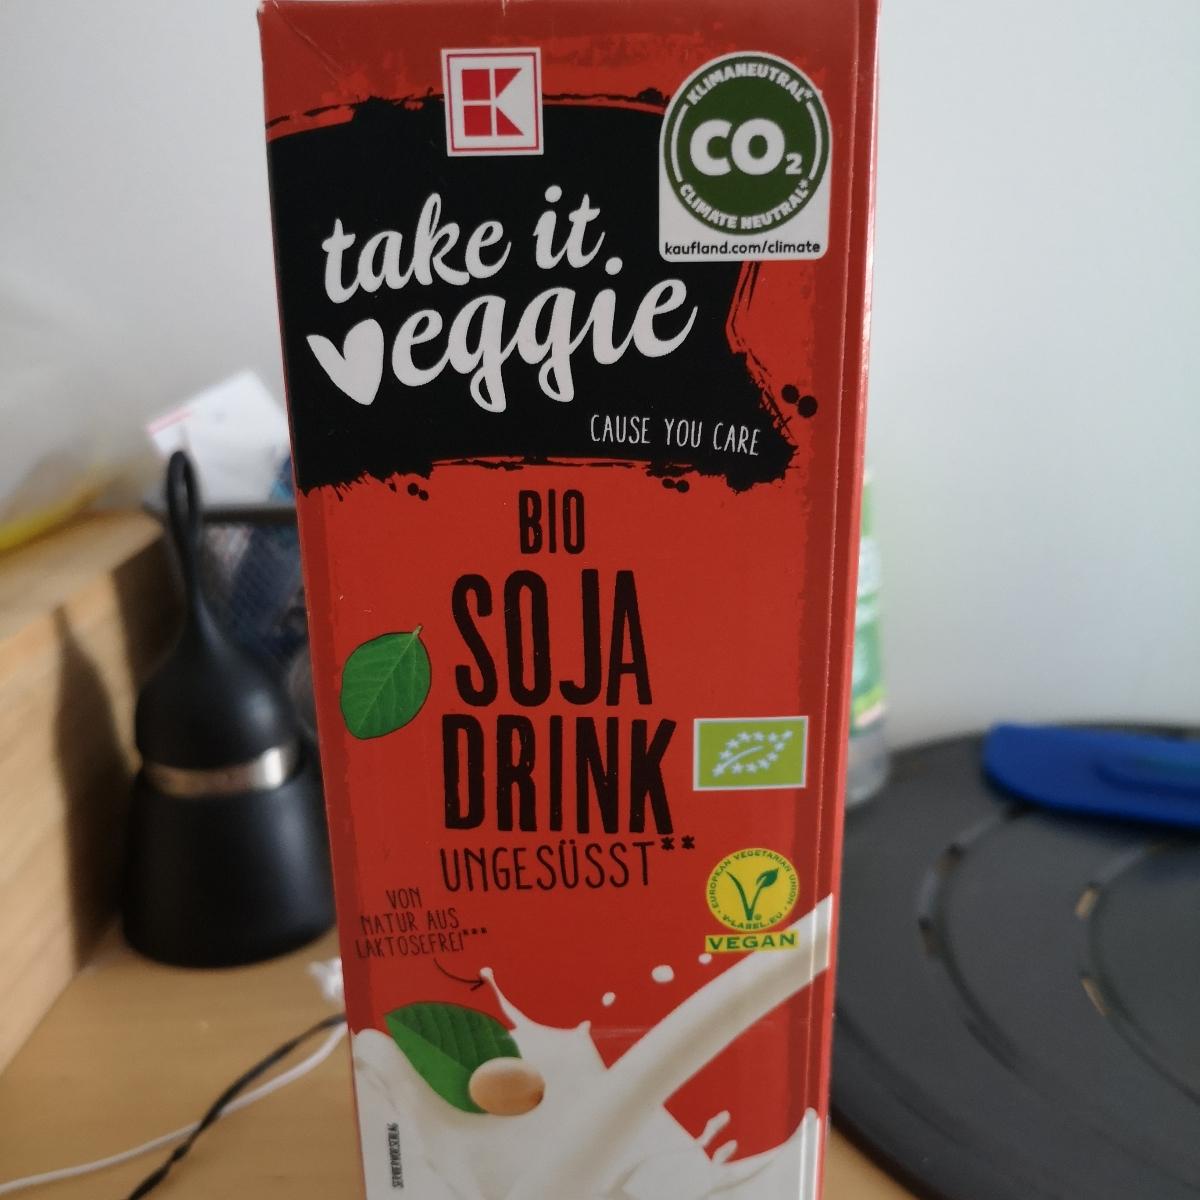 K
KLIMANEUTRAL*
CO₂
CLIMATE NEUTRAL*
kaufland.com/climate
take it
veggie
CAUSE YOU CARE
BIO
SOJA
DRINK
UNGESÜSST**
VON
NATUR AUS
LAKTOSEFREI***
EUROPEAN VEGETARIAN UNION
V-LABEL.EU
VEGAN
SERVIERVORSCHLAG